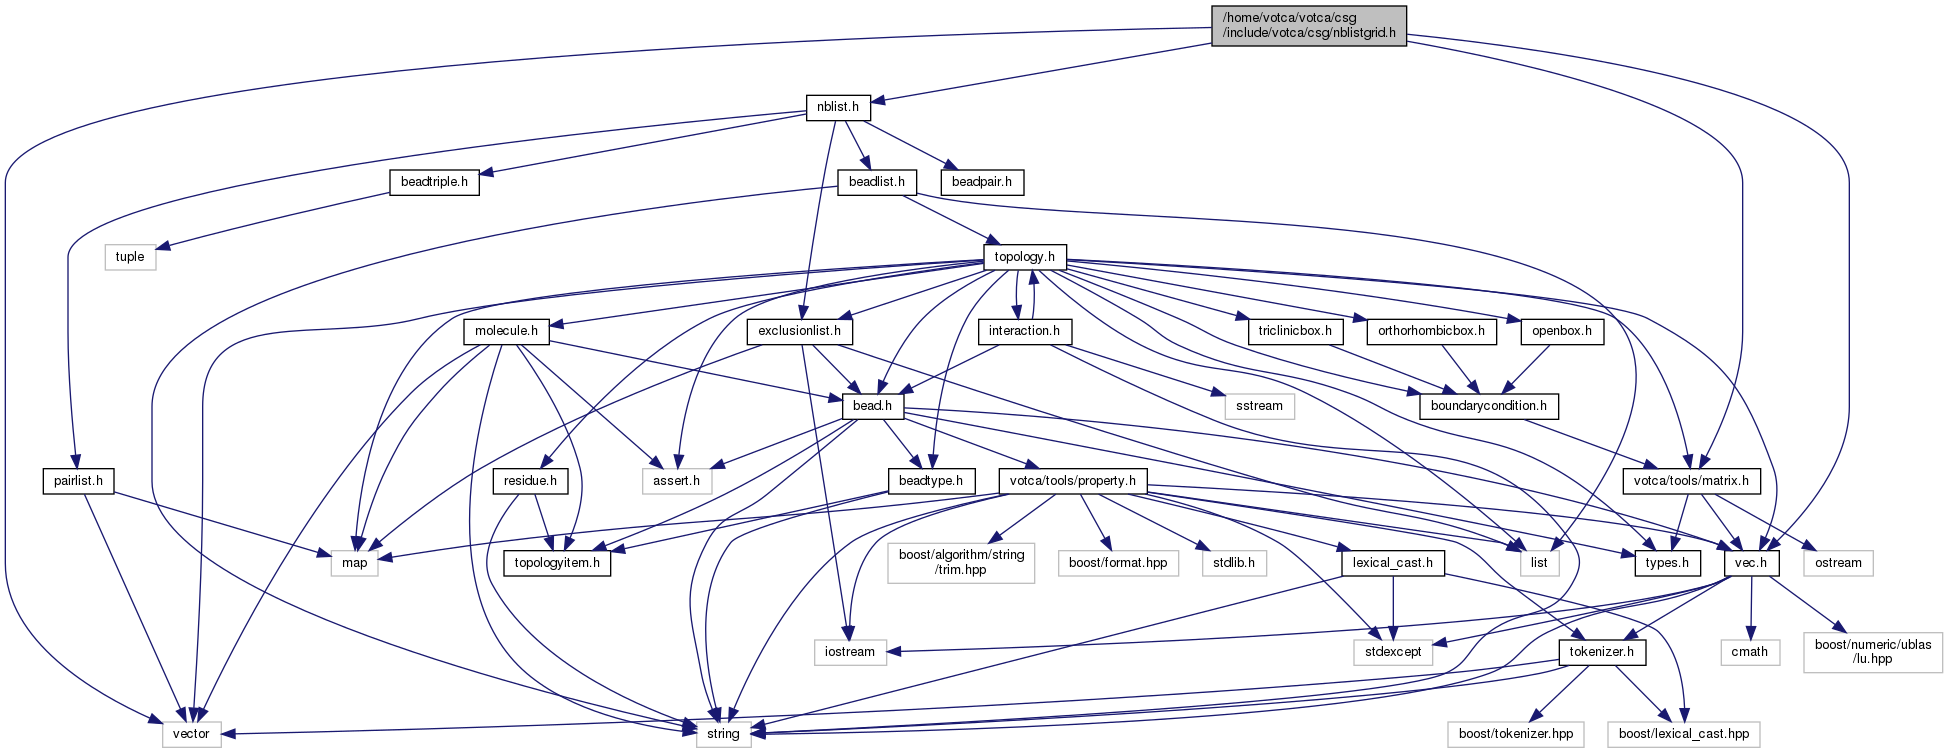 /home/votca/votca/csg
/include/votca/csg/nblistgrid.h
nblist.h
beadtriple.h
beadlist.h
beadpair.h
tuple
topology.h
molecule.h
exclusionlist.h
interaction.h
triclinicbox.h
orthorhombicbox.h
openbox.h
bead.h
sstream
boundarycondition.h
pairlist.h
residue.h
assert.h
beadtype.h
votca/tools/property.h
votca/tools/matrix.h
map
topologyitem.h
boost/algorithm/string
/trim.hpp
boost/format.hpp
stdlib.h
lexical_cast.h
list
types.h
vec.h
ostream
iostream
stdexcept
tokenizer.h
cmath
boost/numeric/ublas
/lu.hpp
vector
string
boost/tokenizer.hpp
boost/lexical_cast.hpp